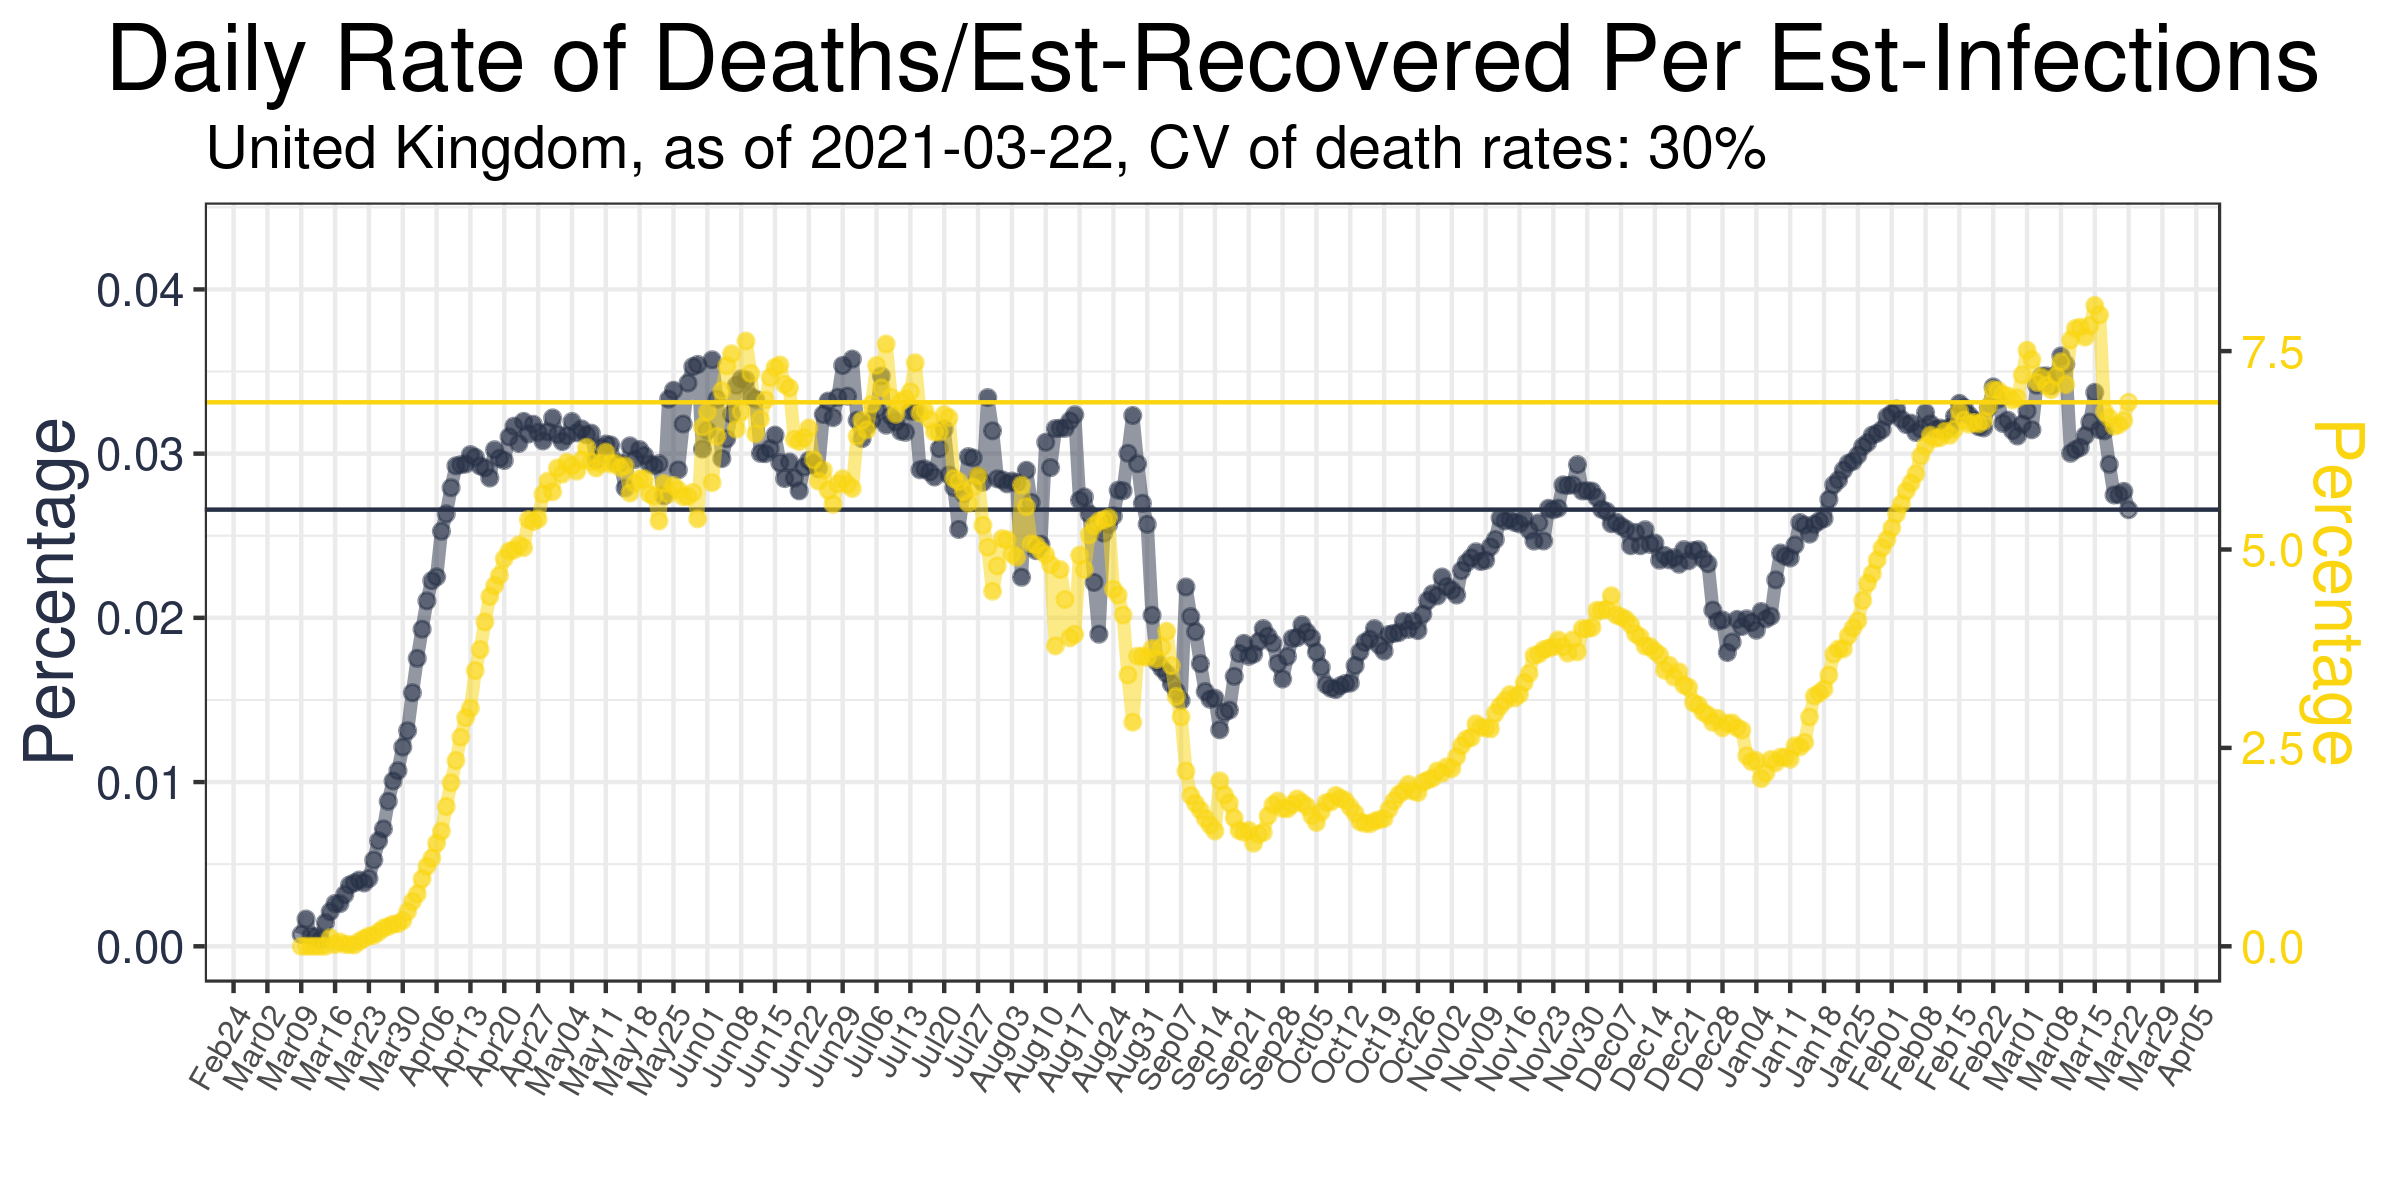 Daily Rate of Deaths/Est-Recovered Per Est-Infections
United Kingdom, as of 2021-03-22, CV of death rates: 30%
Percentage
0.04
0.03
0.02
0.01
0.00
7.5
5.0
2.5
0.0
Percentage
Feb24
Mar02
Mar09
Mar16
Mar23
Mar30
Apr06
Apr13
Apr20
Apr27
May04
May11
May18
May25
Jun01
Jun08
Jun15
Jun22
Jun29
Jul06
Jul13
Jul20
Jul27
Aug03
Aug10
Aug17
Aug24
Aug31
Sep07
Sep14
Sep21
Sep28
Oct05
Oct12
Oct19
Oct26
Nov02
Nov09
Nov16
Nov23
Nov30
Dec07
Dec14
Dec21
Dec28
Jan04
Jan11
Jan18
Jan25
Feb01
Feb08
Feb15
Feb22
Mar01
Mar08
Mar15
Mar22
Mar29
Apr05